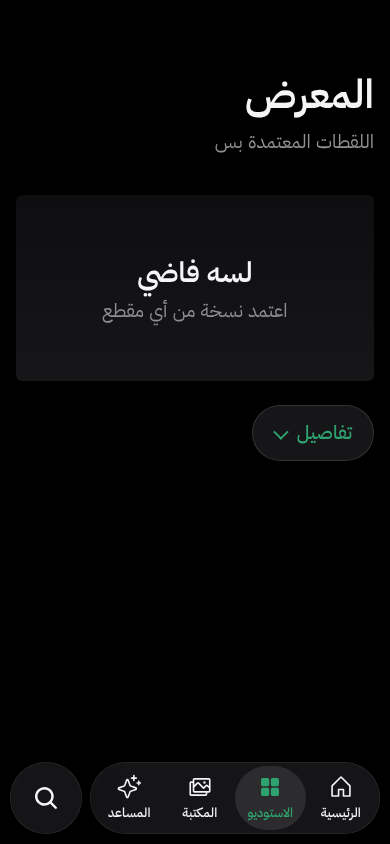 المعرض
اللقطات المعتمدة بس
لسه فاضي
اعتمد نسخة من أي مقطع
تفاصيل
الرئيسية
الاستوديو
المكتبة
المساعد